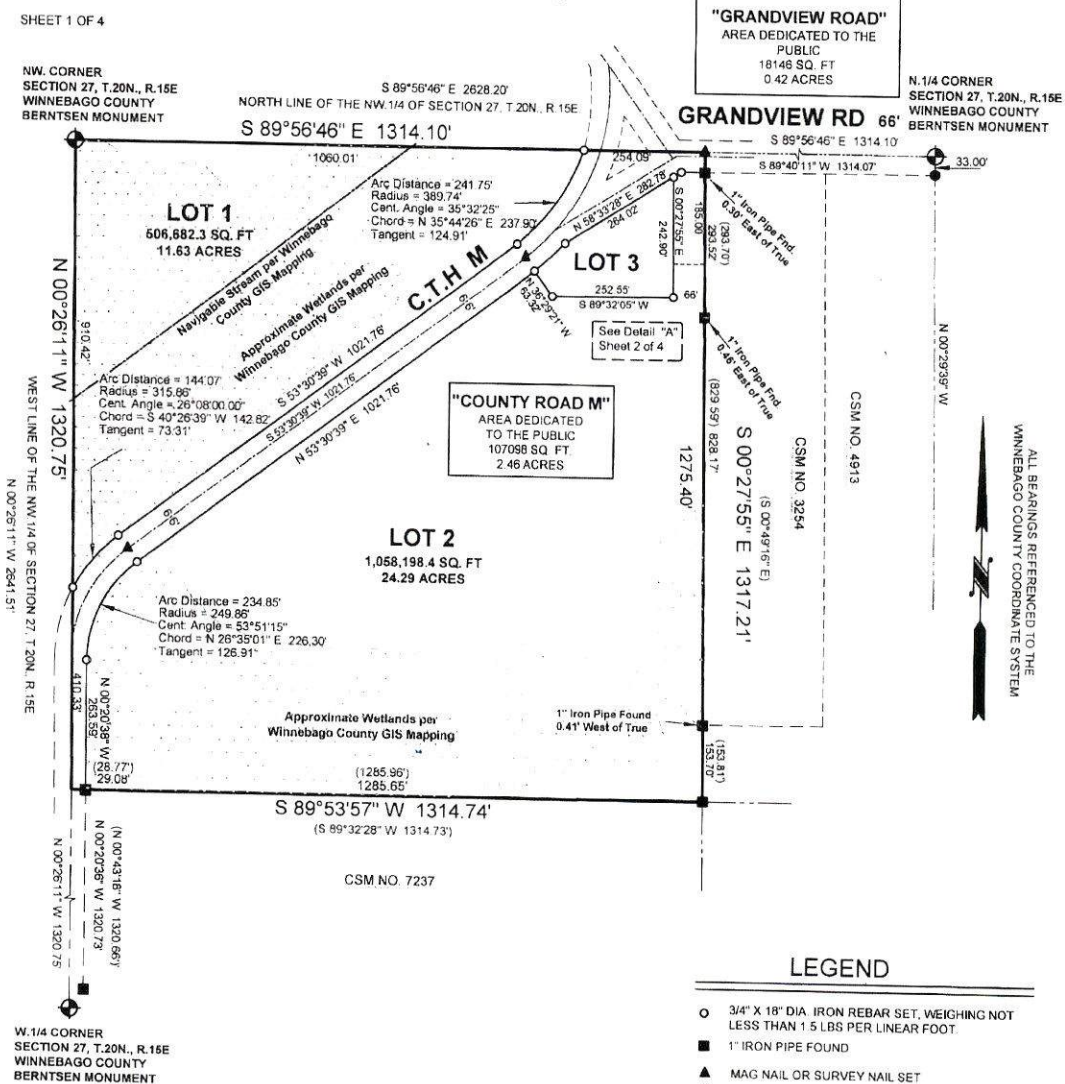 SHEET 1 OF 4
"GRANDVIEW ROAD"
AREA DEDICATED TO THE
PUBLIC
18146 SQ. FT
0.42 ACRES
NW. CORNER
SECTION 27, T.20N., R.15E
WINNEBAGO COUNTY
BERNTSEN MONUMENT
S 89°56'46" E 2628.20'
NORTH LINE OF THE NW.1/4 OF SECTION 27, T.20N., R.15E
S 89°56'46" E 1314.10'
GRANDVIEW RD 66'
N.1/4 CORNER
SECTION 27, T.20N., R.15E
WINNEBAGO COUNTY
BERNTSEN MONUMENT
S 89°56'46" E 1314.10'
S 89°40'11" W 1314.07'
33.00'
1060.01'
254.09'
Arc Distance = 241.75'
Radius = 389.74'
Cent. Angle = 35°32'25"
Chord = N 35°44'26" E 237.90'
Tangent = 124.91'
LOT 1
506,682.3 SQ. FT
11.63 ACRES
Navigable Stream per Winnebago
County GIS Mapping
Approximate Wetlands per
Winnebago County GIS Mapping
C.T.H M
N 58°33'28" E 282.78'
264.02'
S 00°27'55" E
242.90'
185.00'
(293.70')
293.52'
1" Iron Pipe Fnd.
0.30' East of True
LOT 3
252.55'
S 89°32'05" W
66'
N 36°29'21" W
63.32'
See Detail "A"
Sheet 2 of 4
1" Iron Pipe Fnd.
0.46' East of True
N 00°26'11" W 1320.75'
910.42'
WEST LINE OF THE NW.1/4 OF SECTION 27, T.20N., R.15E
N 00°26'11" W 2641.51'
Arc Distance = 144.07'
Radius = 315.86'
Cent. Angle = 26°08'00.00"
Chord = S 40°26'39" W 142.82'
Tangent = 73.31'
S 53°30'39" W 1021.76'
S 53°30'39" W 1021.76'
N 53°30'39" E 1021.76'
66'
66'
"COUNTY ROAD M"
AREA DEDICATED
TO THE PUBLIC
107098 SQ. FT.
2.46 ACRES
(829.59') 828.17'
1275.40'
S 00°27'55" E 1317.21'
(S 00°49'16" E)
CSM NO. 3254
CSM NO. 4913
N 00°29'39" W
ALL BEARINGS REFERENCED TO THE
WINNEBAGO COUNTY COORDINATE SYSTEM
N
LOT 2
1,058,198.4 SQ. FT
24.29 ACRES
Arc Distance = 234.85'
Radius = 249.86'
Cent. Angle = 53°51'15"
Chord = N 26°35'01" E 226.30'
Tangent = 126.91'
410.33'
N 00°20'38" W
263.59'
(28.77')
29.08'
Approximate Wetlands per
Winnebago County GIS Mapping
1" Iron Pipe Found
0.41' West of True
(153.81')
153.70'
(1285.96')
1285.65'
S 89°53'57" W 1314.74'
(S 89°32'28" W 1314.73')
CSM NO. 7237
(N 00°43'18" W 1320.66')
N 00°20'36" W 1320.73'
N 00°26'11" W 1320.75'
W.1/4 CORNER
SECTION 27, T.20N., R.15E
WINNEBAGO COUNTY
BERNTSEN MONUMENT
LEGEND
3/4" X 18" DIA. IRON REBAR SET, WEIGHING NOT
LESS THAN 1.5 LBS PER LINEAR FOOT.
1" IRON PIPE FOUND
MAG NAIL OR SURVEY NAIL SET